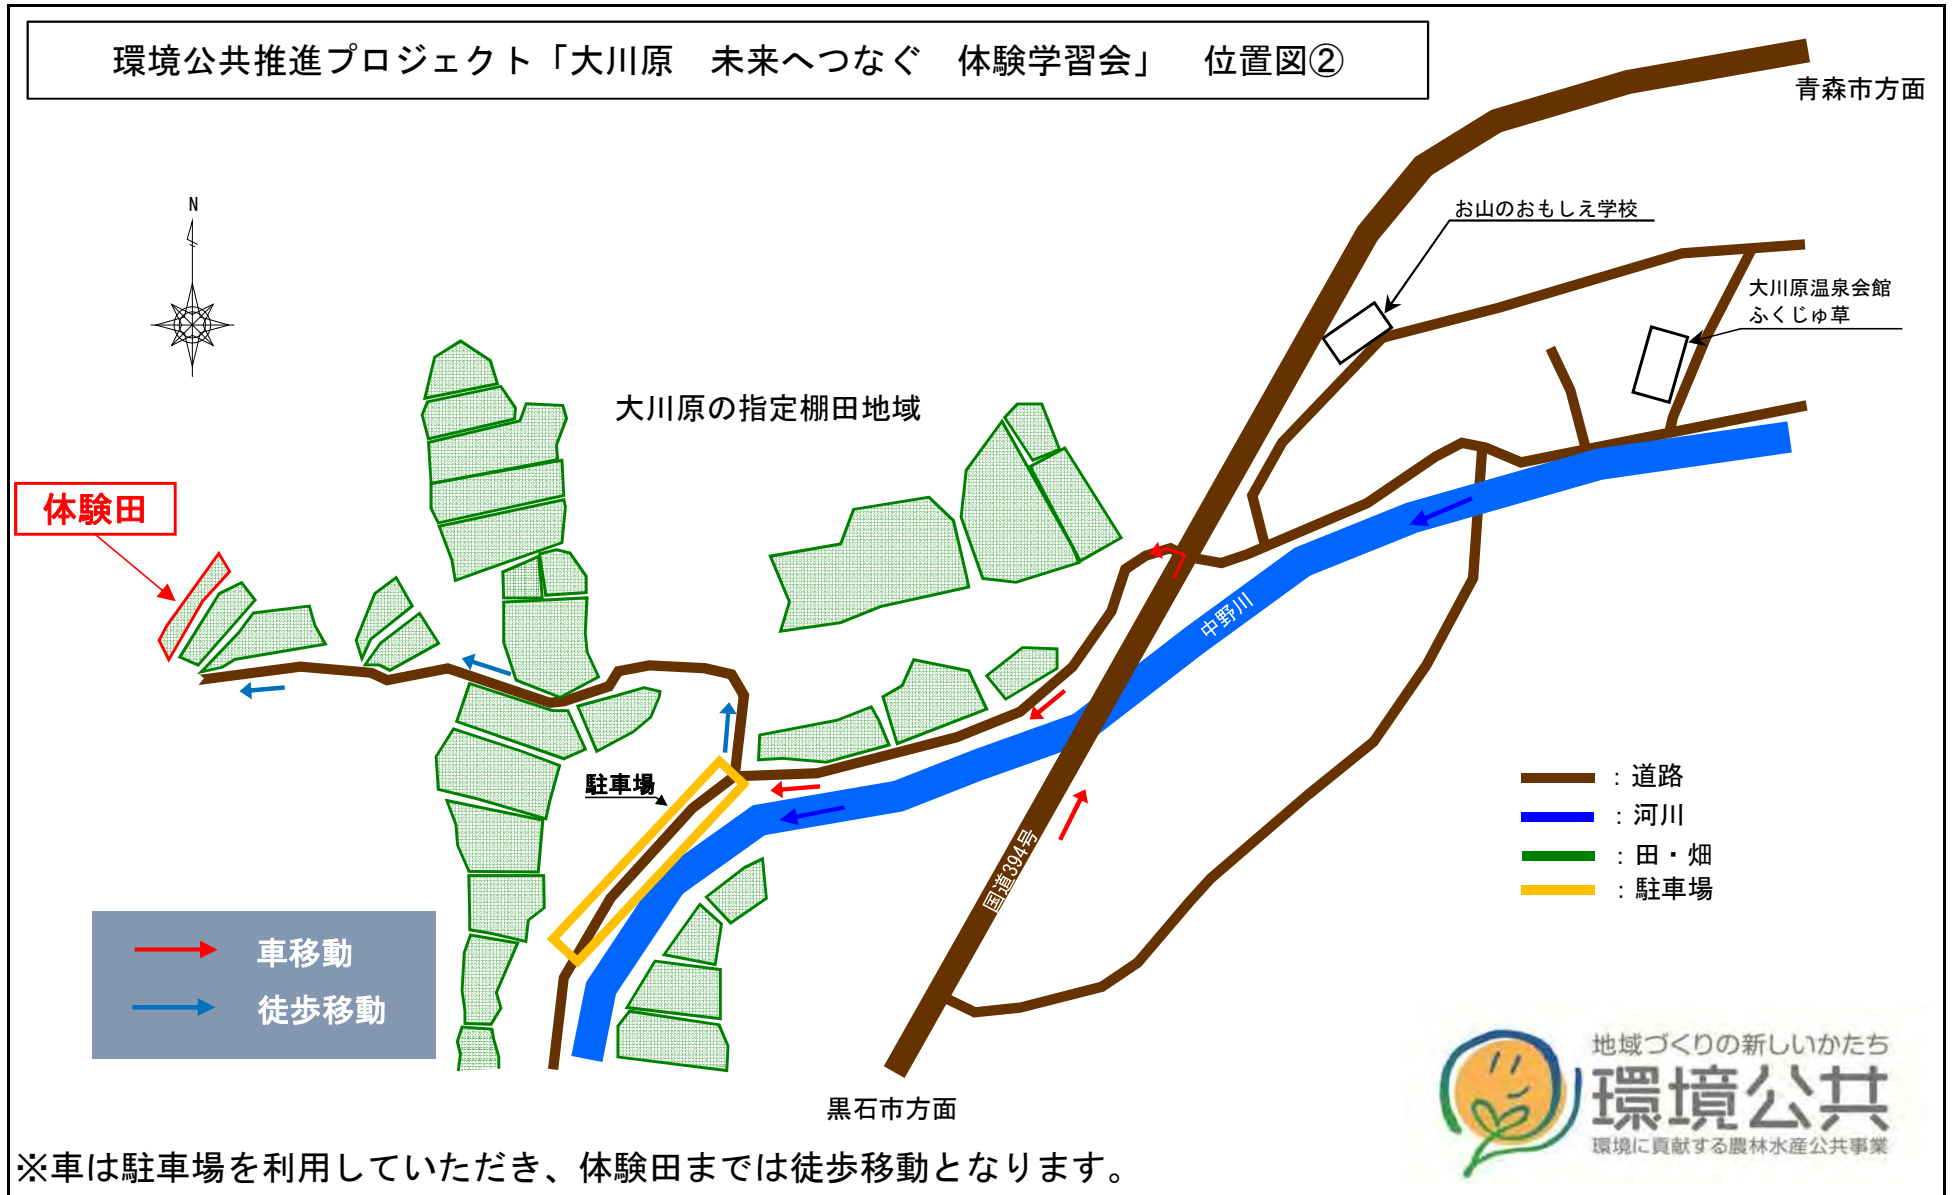 環境公共推進プロジェクト「大川原　未来へつなぐ　体験学習会」　位置図②
青森市方面
N
お山のおもしえ学校
大川原温泉会館
ふくじゅ草
大川原の指定棚田地域
体験田
中野川
駐車場
国道394号
：道路
：河川
：田・畑
：駐車場
車移動
徒歩移動
黒石市方面
地域づくりの新しいかたち
環境公共
環境に貢献する農林水産公共事業
※車は駐車場を利用していただき、体験田までは徒歩移動となります。